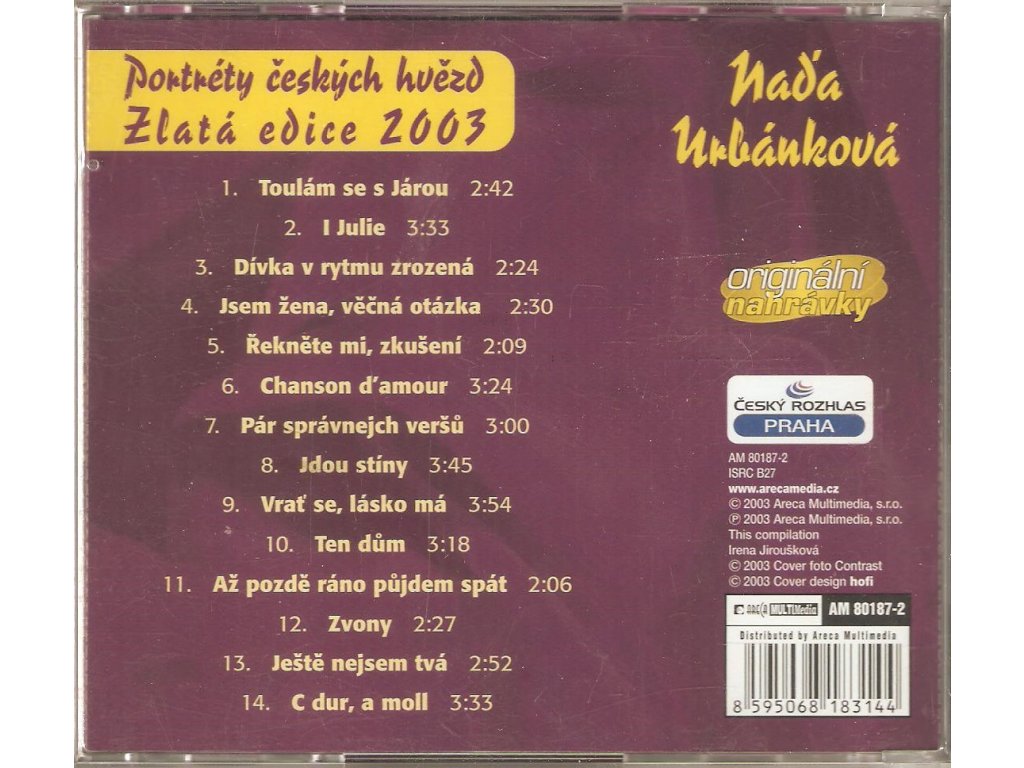 Portréty českých hvězd
Zlatá edice 2003
Naďa
Urbánková
1. Toulám se s Járou 2:42
2. I Julie 3:33
3. Dívka v rytmu zrozená 2:24
4. Jsem žena, věčná otázka 2:30
5. Řekněte mi, zkušení 2:09
6. Chanson ďamour 3:24
7. Pár správnejch veršů 3:00
8. Jdou stíny 3:45
9. Vrať se, lásko má 3:54
10. Ten dům 3:18
11. Až pozdě ráno půjdem spát 2:06
12. Zvony 2:27
13. Ještě nejsem tvá 2:52
14. C dur, a moll 3:33
originální
nahrávky
ČESKÝ ROZHLAS
PRAHA
AM 80187-2
ISRC B27
www.arecamedia.cz
© 2003 Areca Multimedia, s.r.o.
℗ 2003 Areca Multimedia, s.r.o.
This compilation
Irena Jiroušková
© 2003 Cover foto Contrast
© 2003 Cover design hofi
ARECA MULTIMedia AM 80187-2
Distributed by Areca Multimedia
8 595068 183144